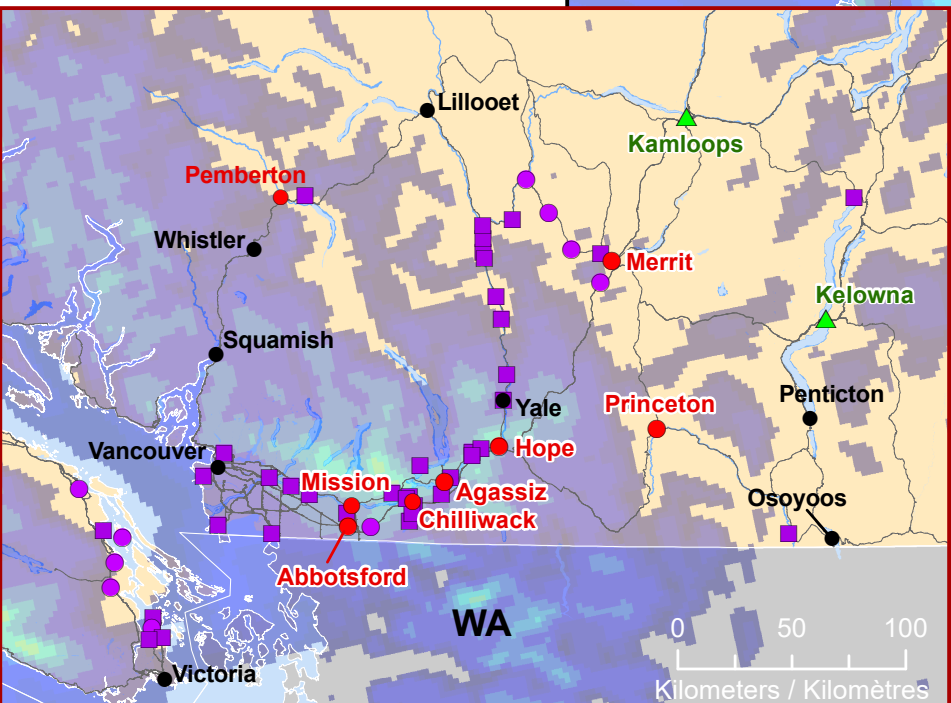 Lillooet
Kamloops
Pemberton
Whistler
Merrit
Kelowna
Squamish
Penticton
Princeton
Yale
Hope
Vancouver
Mission
Agassiz
Osoyoos
Chilliwack
Abbotsford
WA
0 50 100
Victoria
Kilometers / Kilomètres